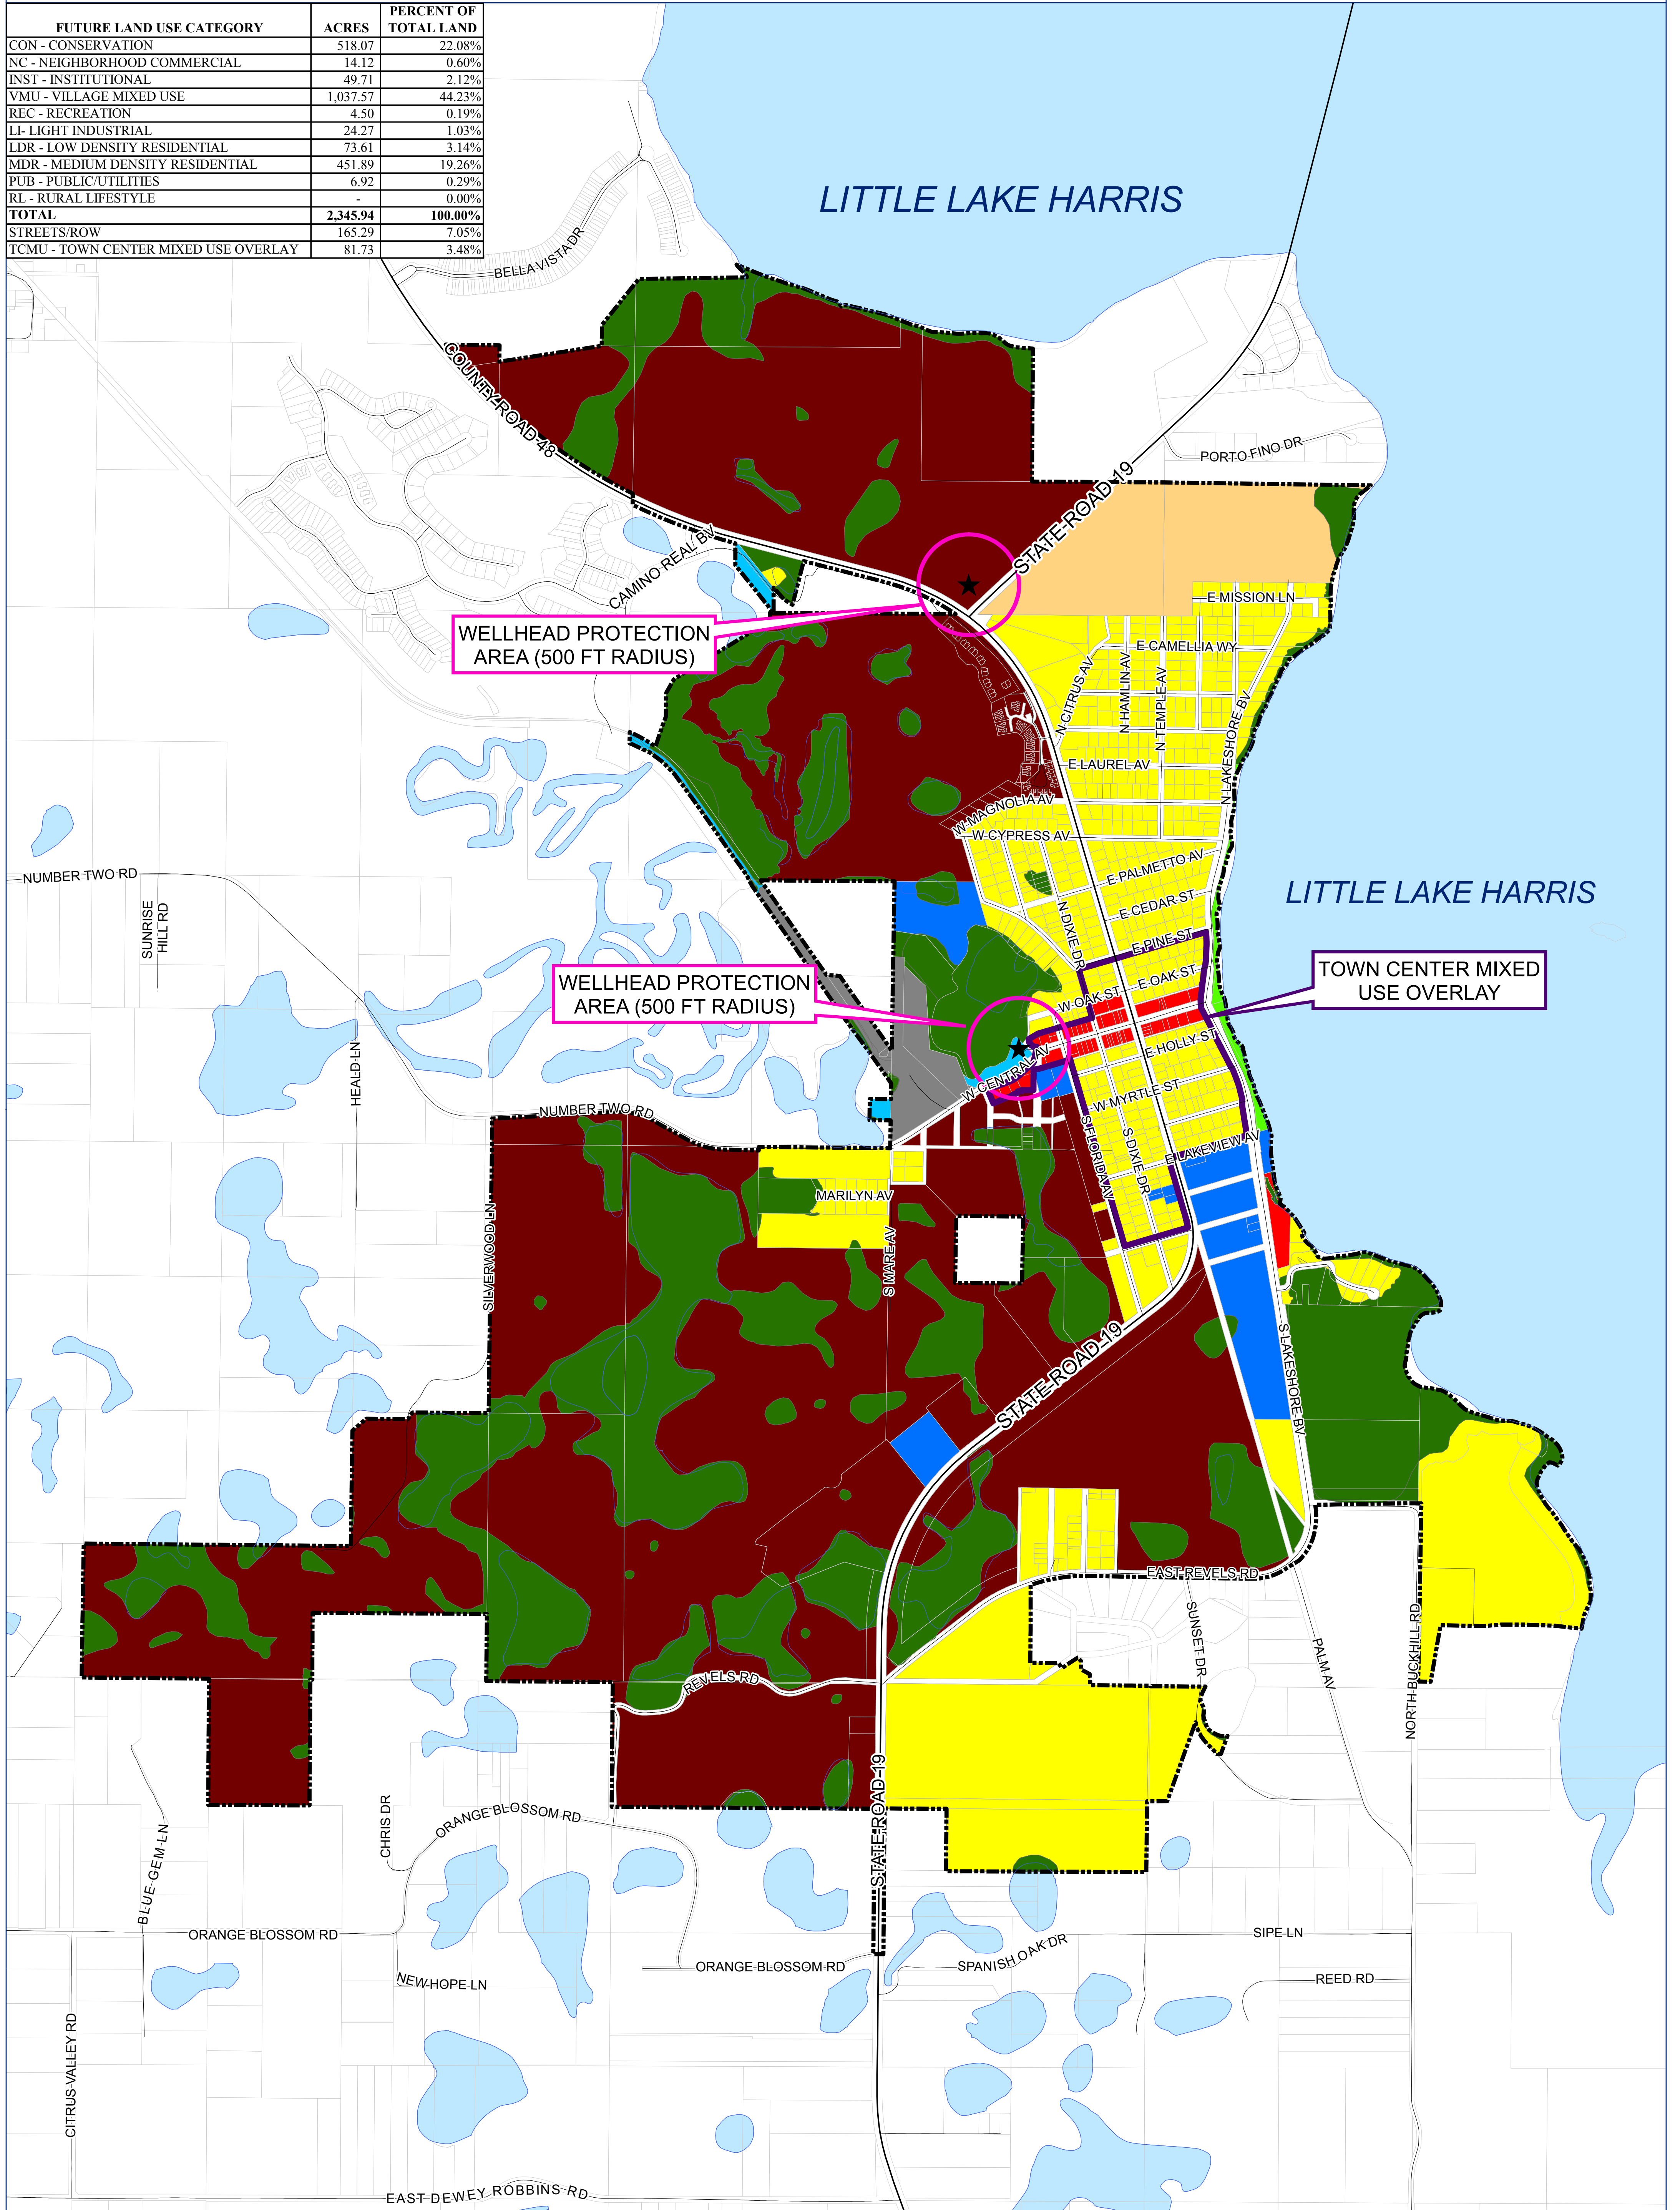 FUTURE LAND USE CATEGORY ACRES PERCENT OF TOTAL LAND
CON - CONSERVATION 518.07 22.08%
NC - NEIGHBORHOOD COMMERCIAL 14.12 0.60%
INST - INSTITUTIONAL 49.71 2.12%
VMU - VILLAGE MIXED USE 1,037.57 44.23%
REC - RECREATION 4.50 0.19%
LI- LIGHT INDUSTRIAL 24.27 1.03%
LDR - LOW DENSITY RESIDENTIAL 73.61 3.14%
MDR - MEDIUM DENSITY RESIDENTIAL 451.89 19.26%
PUB - PUBLIC/UTILITIES 6.92 0.29%
RL - RURAL LIFESTYLE - 0.00%
TOTAL 2,345.94 100.00%
STREETS/ROW 165.29 7.05%
TCMU - TOWN CENTER MIXED USE OVERLAY 81.73 3.48%
LITTLE LAKE HARRIS
BELLA VISTA DR
COUNTY ROAD 48
PORTO FINO DR
STATE ROAD 19
CAMINO REAL BV
E MISSION LN
WELLHEAD PROTECTION
AREA (500 FT RADIUS)
E CAMELLIA WY
N CITRUS AV
N HAMLIN AV
N TEMPLE AV
N LAKESHORE BV
E LAUREL AV
W MAGNOLIA AV
W CYPRESS AV
E PALMETTO AV
NUMBER TWO RD
LITTLE LAKE HARRIS
E CEDAR ST
SUNRISE
HILL RD
N DIXIE DR
E PINE ST
WELLHEAD PROTECTION
AREA (500 FT RADIUS)
TOWN CENTER MIXED
USE OVERLAY
E OAK ST
W OAK ST
E HOLLY ST
W CENTRAL AV
HEALD LN
W MYRTLE ST
NUMBER TWO RD
S FLORIDA AV
S DIXIE DR
E LAKEVIEW AV
MARILYN AV
SILVERWOOD LN
S MARE AV
STATE ROAD 19
S LAKESHORE BV
EAST REVELS RD
SUNSET DR
PALM AV
NORTH BUCKHILL RD
REVELS RD
STATE ROAD 19
CHRIS DR
ORANGE BLOSSOM RD
BLUE GEM LN
ORANGE BLOSSOM RD
SIPE LN
SPANISH OAK DR
ORANGE BLOSSOM RD
NEW HOPE LN
REED RD
CITRUS VALLEY RD
EAST DEWEY ROBBINS RD